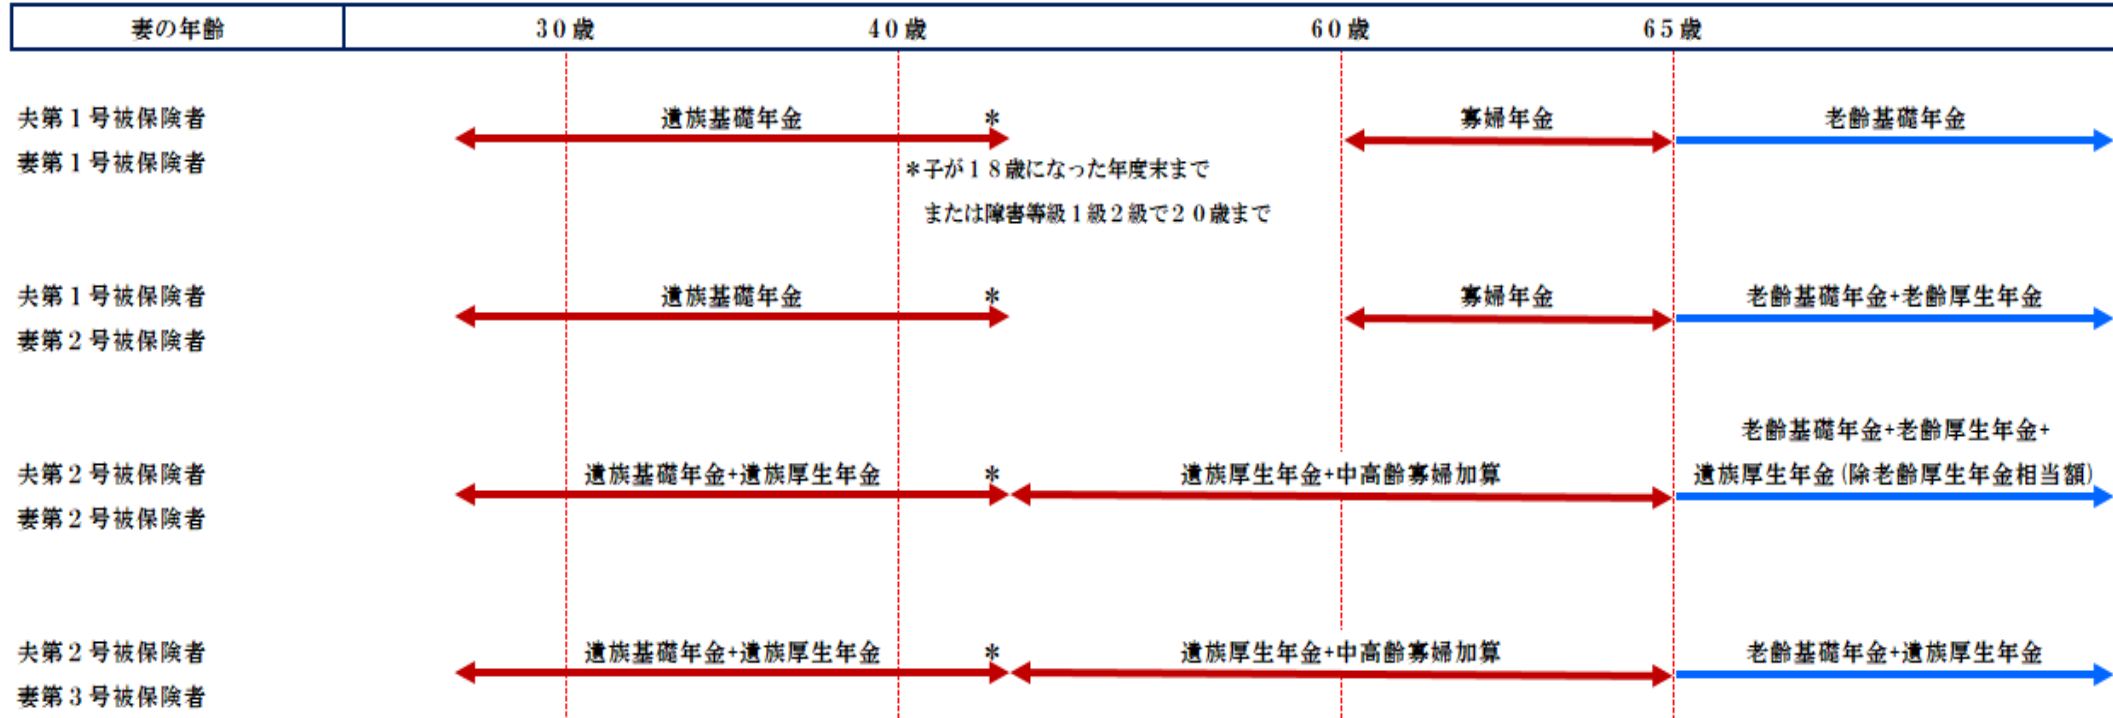 妻の年齢 30歳 40歳 60歳 65歳
夫第1号被保険者 遺族基礎年金 * 寡婦年金 老齢基礎年金
妻第1号被保険者 *子が18歳になった年度末まで
または障害等級1級2級で20歳まで
夫第1号被保険者 遺族基礎年金 * 寡婦年金 老齢基礎年金+老齢厚生年金
妻第2号被保険者
老齢基礎年金+老齢厚生年金+
夫第2号被保険者 遺族基礎年金+遺族厚生年金 * 遺族厚生年金+中高齢寡婦加算 遺族厚生年金(除老齢厚生年金相当額)
妻第2号被保険者
夫第2号被保険者 遺族基礎年金+遺族厚生年金 * 遺族厚生年金+中高齢寡婦加算 老齢基礎年金+遺族厚生年金
妻第3号被保険者